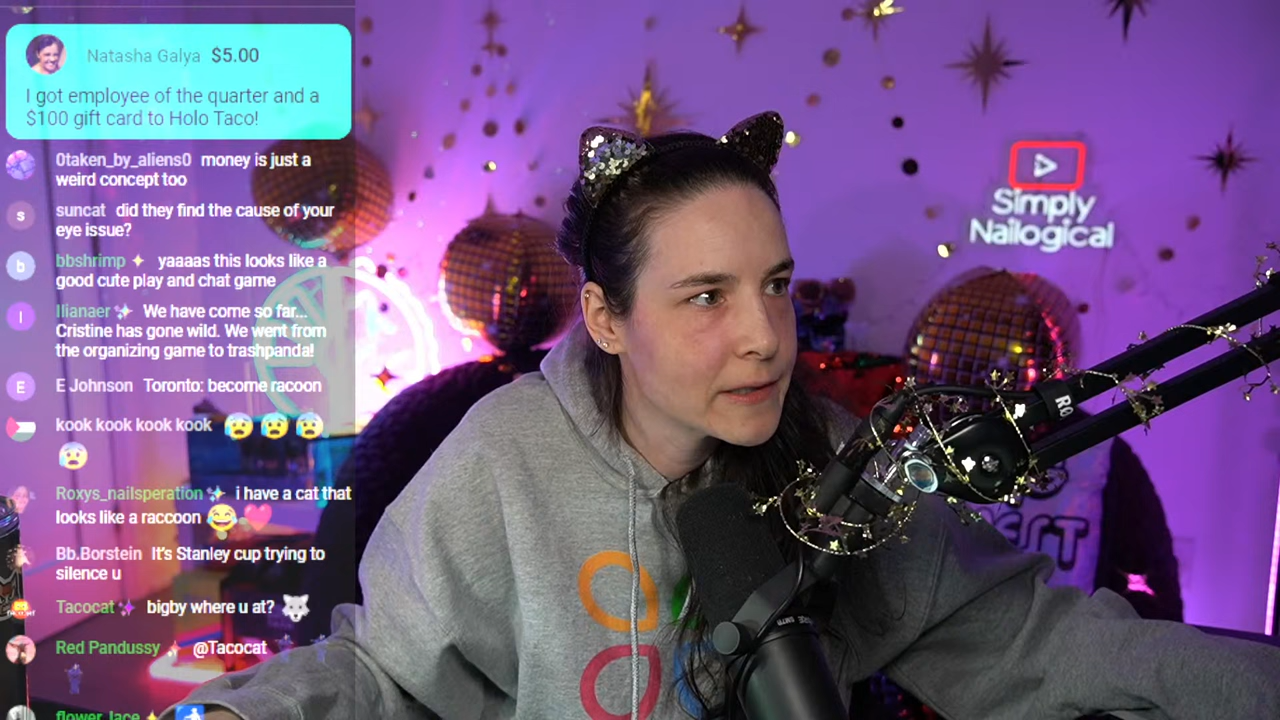 Natasha Galya $5.00
I got employee of the quarter and a
$100 gift card to Holo Taco!
0taken_by_aliens0 money is just a
weird concept too
suncat did they find the cause of your
eye issue?
bbshrimp yaaaas this looks like a
good cute play and chat game
Ilianaer We have come so far...
Cristine has gone wild. We went from
the organizing game to trashpanda!
E Johnson Toronto: become racoon
kook kook kook kook
Roxys_nailsperation i have a cat that
looks like a raccoon
Bb.Borstein It's Stanley cup trying to
silence u
Tacocat bigby where u at?
Red Pandussy @Tacocat
flower lace
Simply
Nailogical